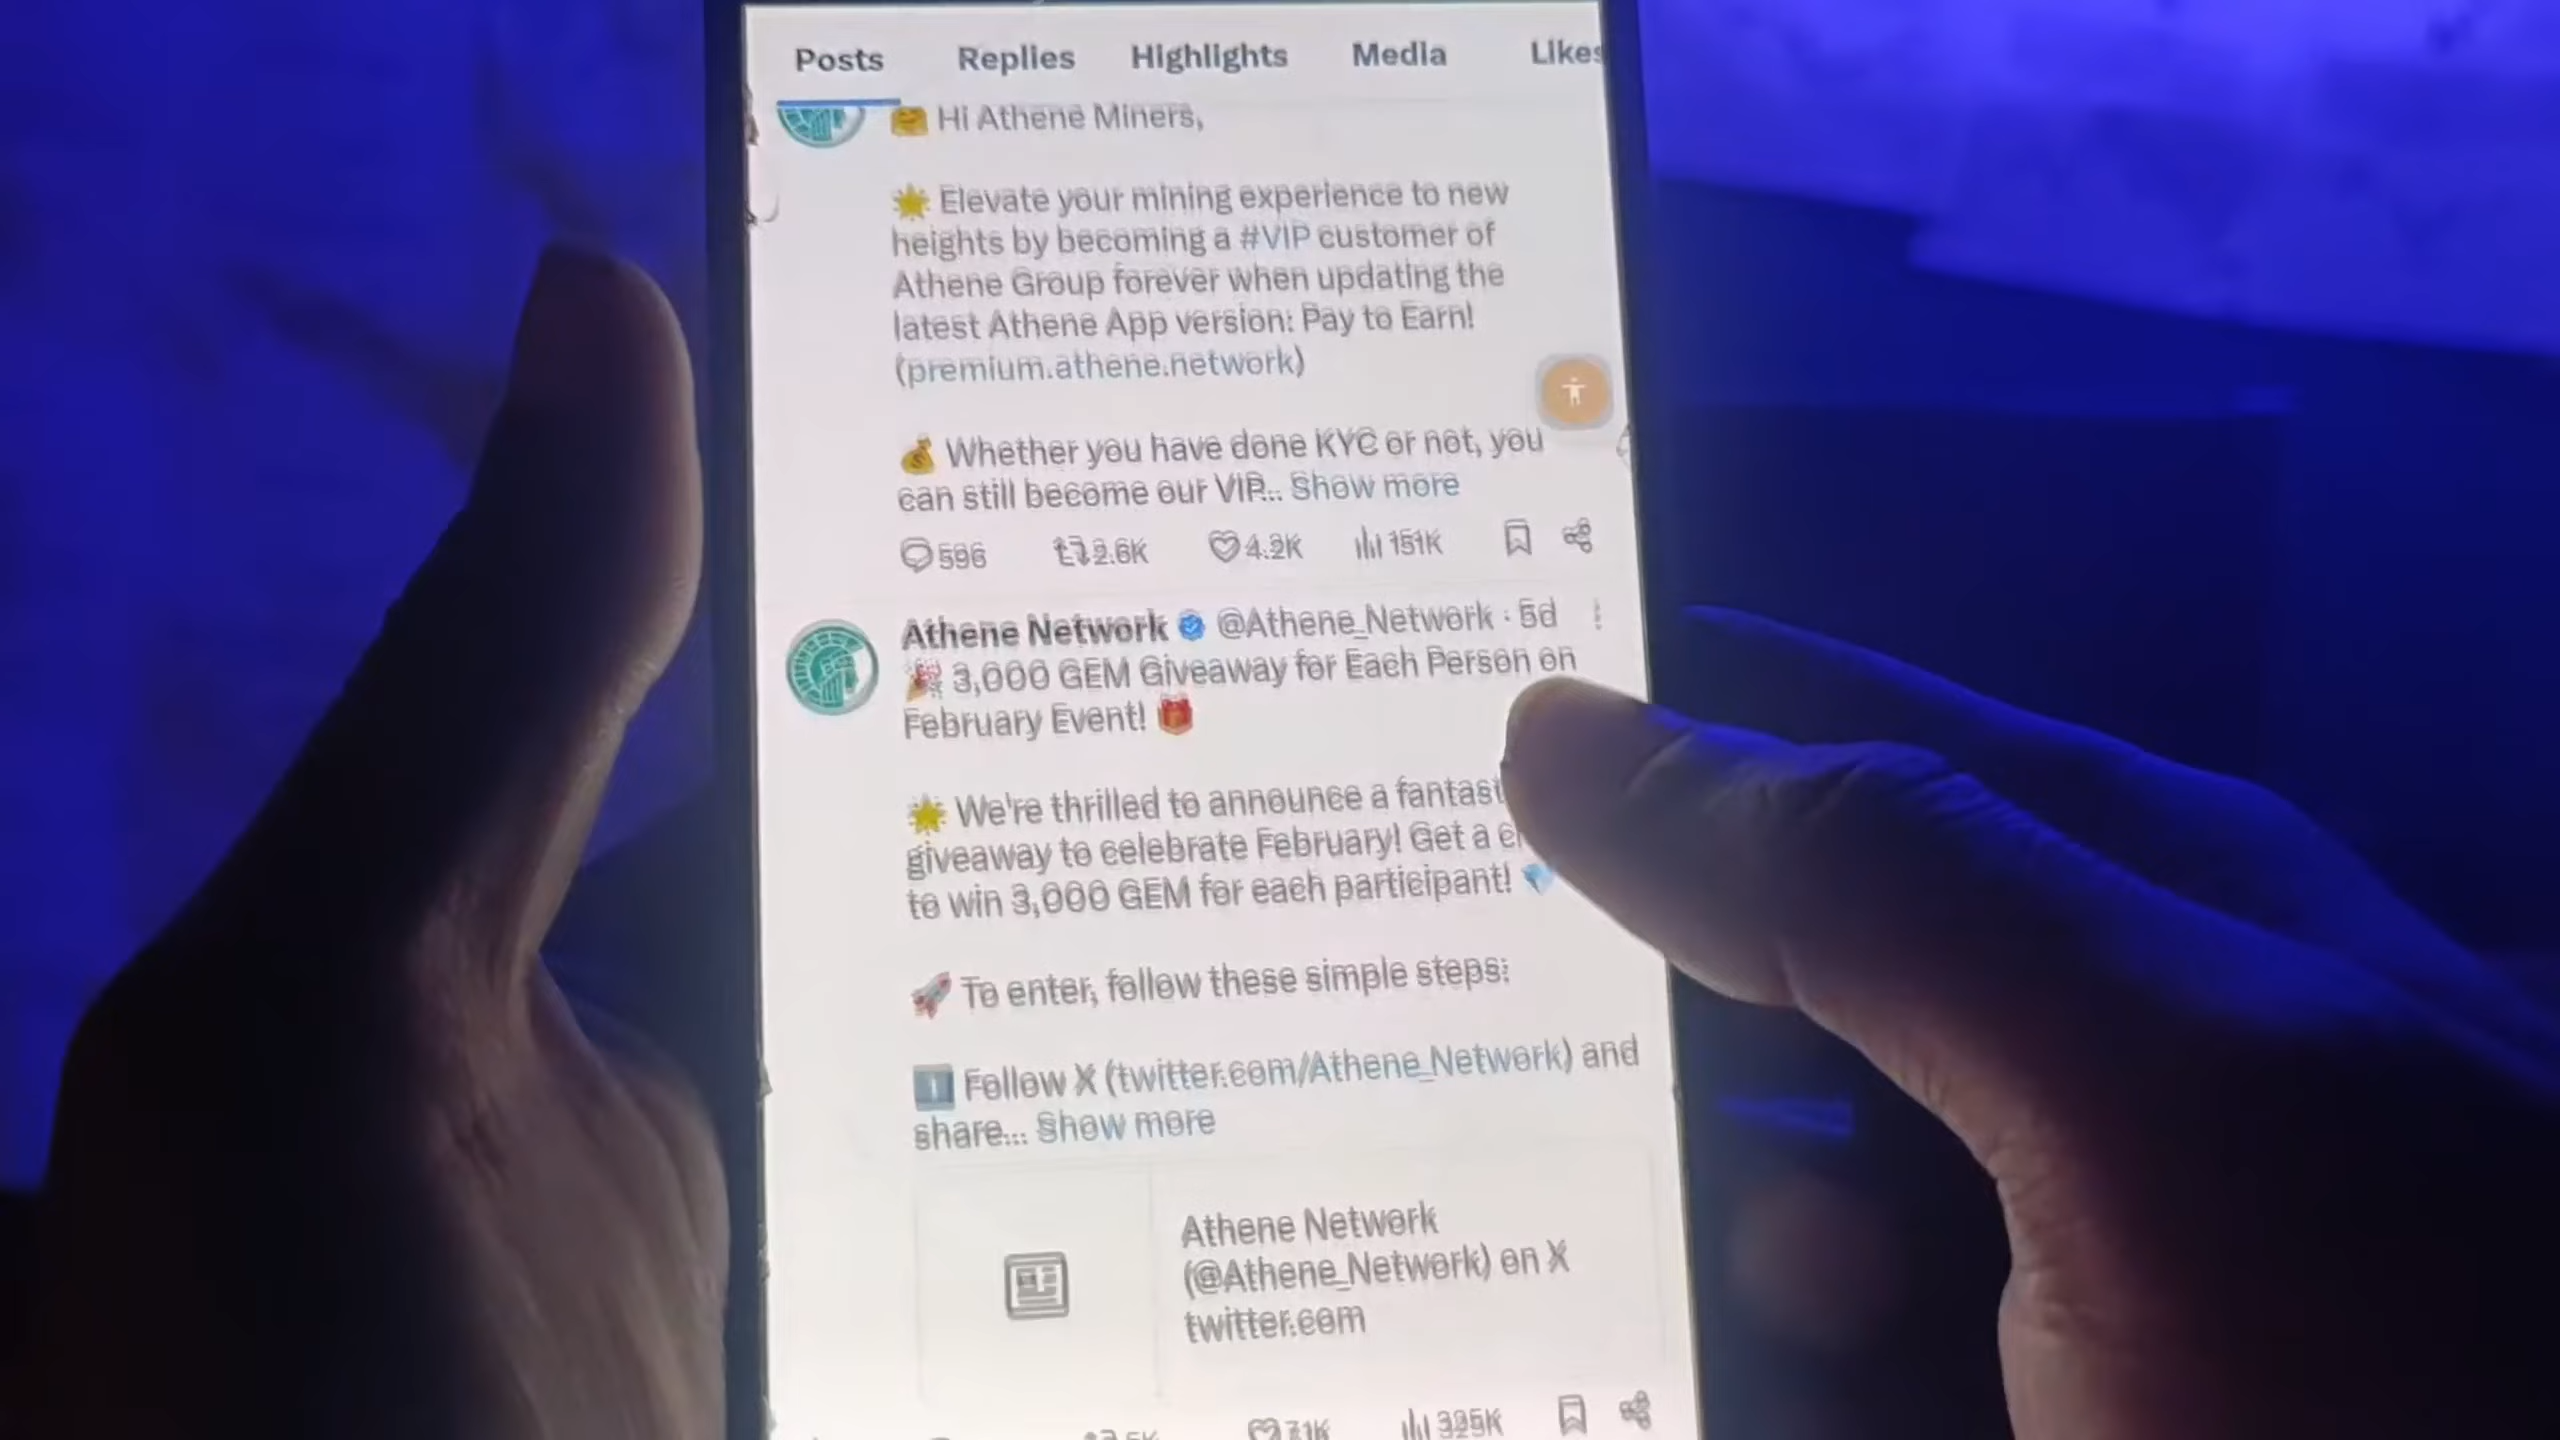 Posts Replies Highlights Media Likes
Hi Athene Miners,
Elevate your mining experience to new
heights by becoming a #VIP customer of
Athene Group forever when updating the
latest Athene App version: Pay to Earn!
(premium.athene.network)
Whether you have done KYC or not, you
can still become our VIP... Show more
596 2.6K 4.2K 151K
Athene Network @Athene_Network · 5d
3,000 GEM Giveaway for Each Person on
February Event!
We're thrilled to announce a fantast
giveaway to celebrate February! Get a
to win 3,000 GEM for each participant!
To enter, follow these simple steps:
1 Follow X (twitter.com/Athene_Network) and
share... Show more
Athene Network
(@Athene_Network) on X
twitter.com
7.1K 325K